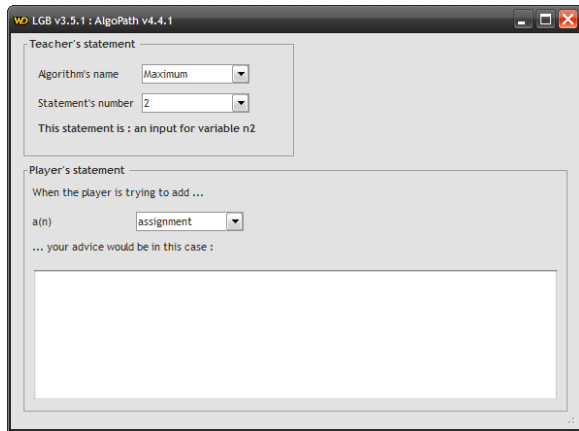 WD LGB v3.5.1 : AlgoPath v4.4.1
Teacher's statement
Algorithm's name Maximum
Statement's number 2
This statement is : an input for variable n2
Player's statement
When the player is trying to add ...
a(n) assignment
... your advice would be in this case :